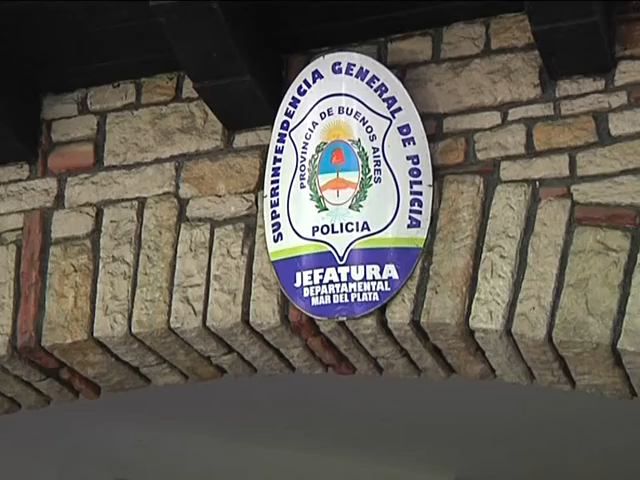 SUPERINTENDENCIA GENERAL DE POLICIA
PROVINCIA DE BUENOS AIRES
POLICIA
JEFATURA
DEPARTAMENTAL
MAR DEL PLATA